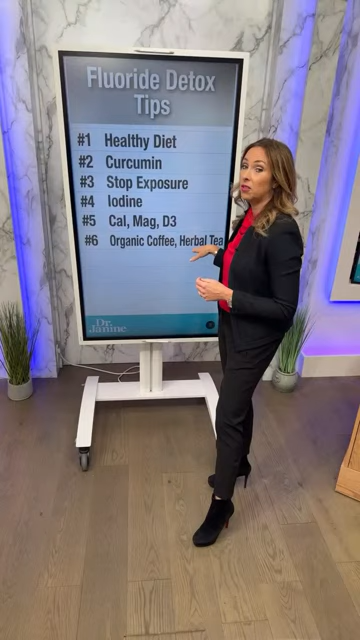 Fluoride Detox
Tips
#1 Healthy Diet
#2 Curcumin
#3 Stop Exposure
#4 Iodine
#5 Cal, Mag, D3
#6 Organic Coffee, Herbal Tea
Dr.
Janine